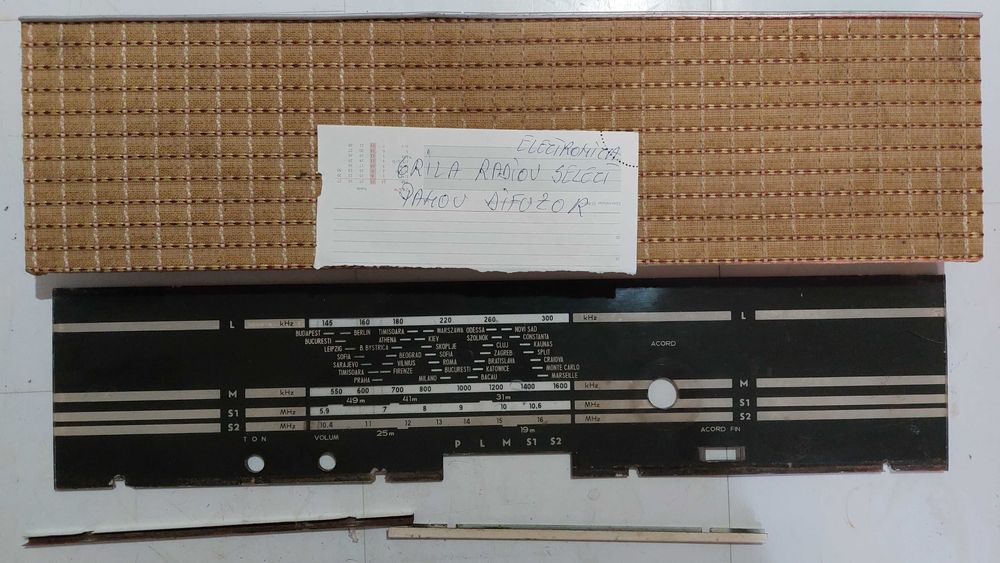 ELECTRONICA
GRILA RADIOU SELECT
PANOU DIFUZOR
L kHz 145 160 180 220 260 300 kHz L
BUDAPEST BERLIN TIMISOARA WARSZAWA ODESSA NOVI SAD
BUCURESTI ATHENA KIEV SZOLNOK CONSTANTA
LEIPZIG B. BYSTRICA SKOPLJE CLUJ KAUNAS
SOFIA BEOGRAD SOFIA ZAGREB SPLIT
SARAJEVO VILNIUS ROMA BRATISLAVA CRAIOVA
TIMISOARA FIRENZE BUCURESTI KATOWICE MONTE CARLO
PRAHA MILANO BACAU MARSEILLE
ACORD
M kHz 550 600 700 800 1000 1200 1400 1600 kHz M
49m 41m 31m
S1 MHz 5.9 7 8 9 10 10.6 MHz S1
S2 MHz 10.4 11 12 13 14 15 16 MHz S2
25m 19m
TON VOLUM P L M S1 S2 ACORD FIN